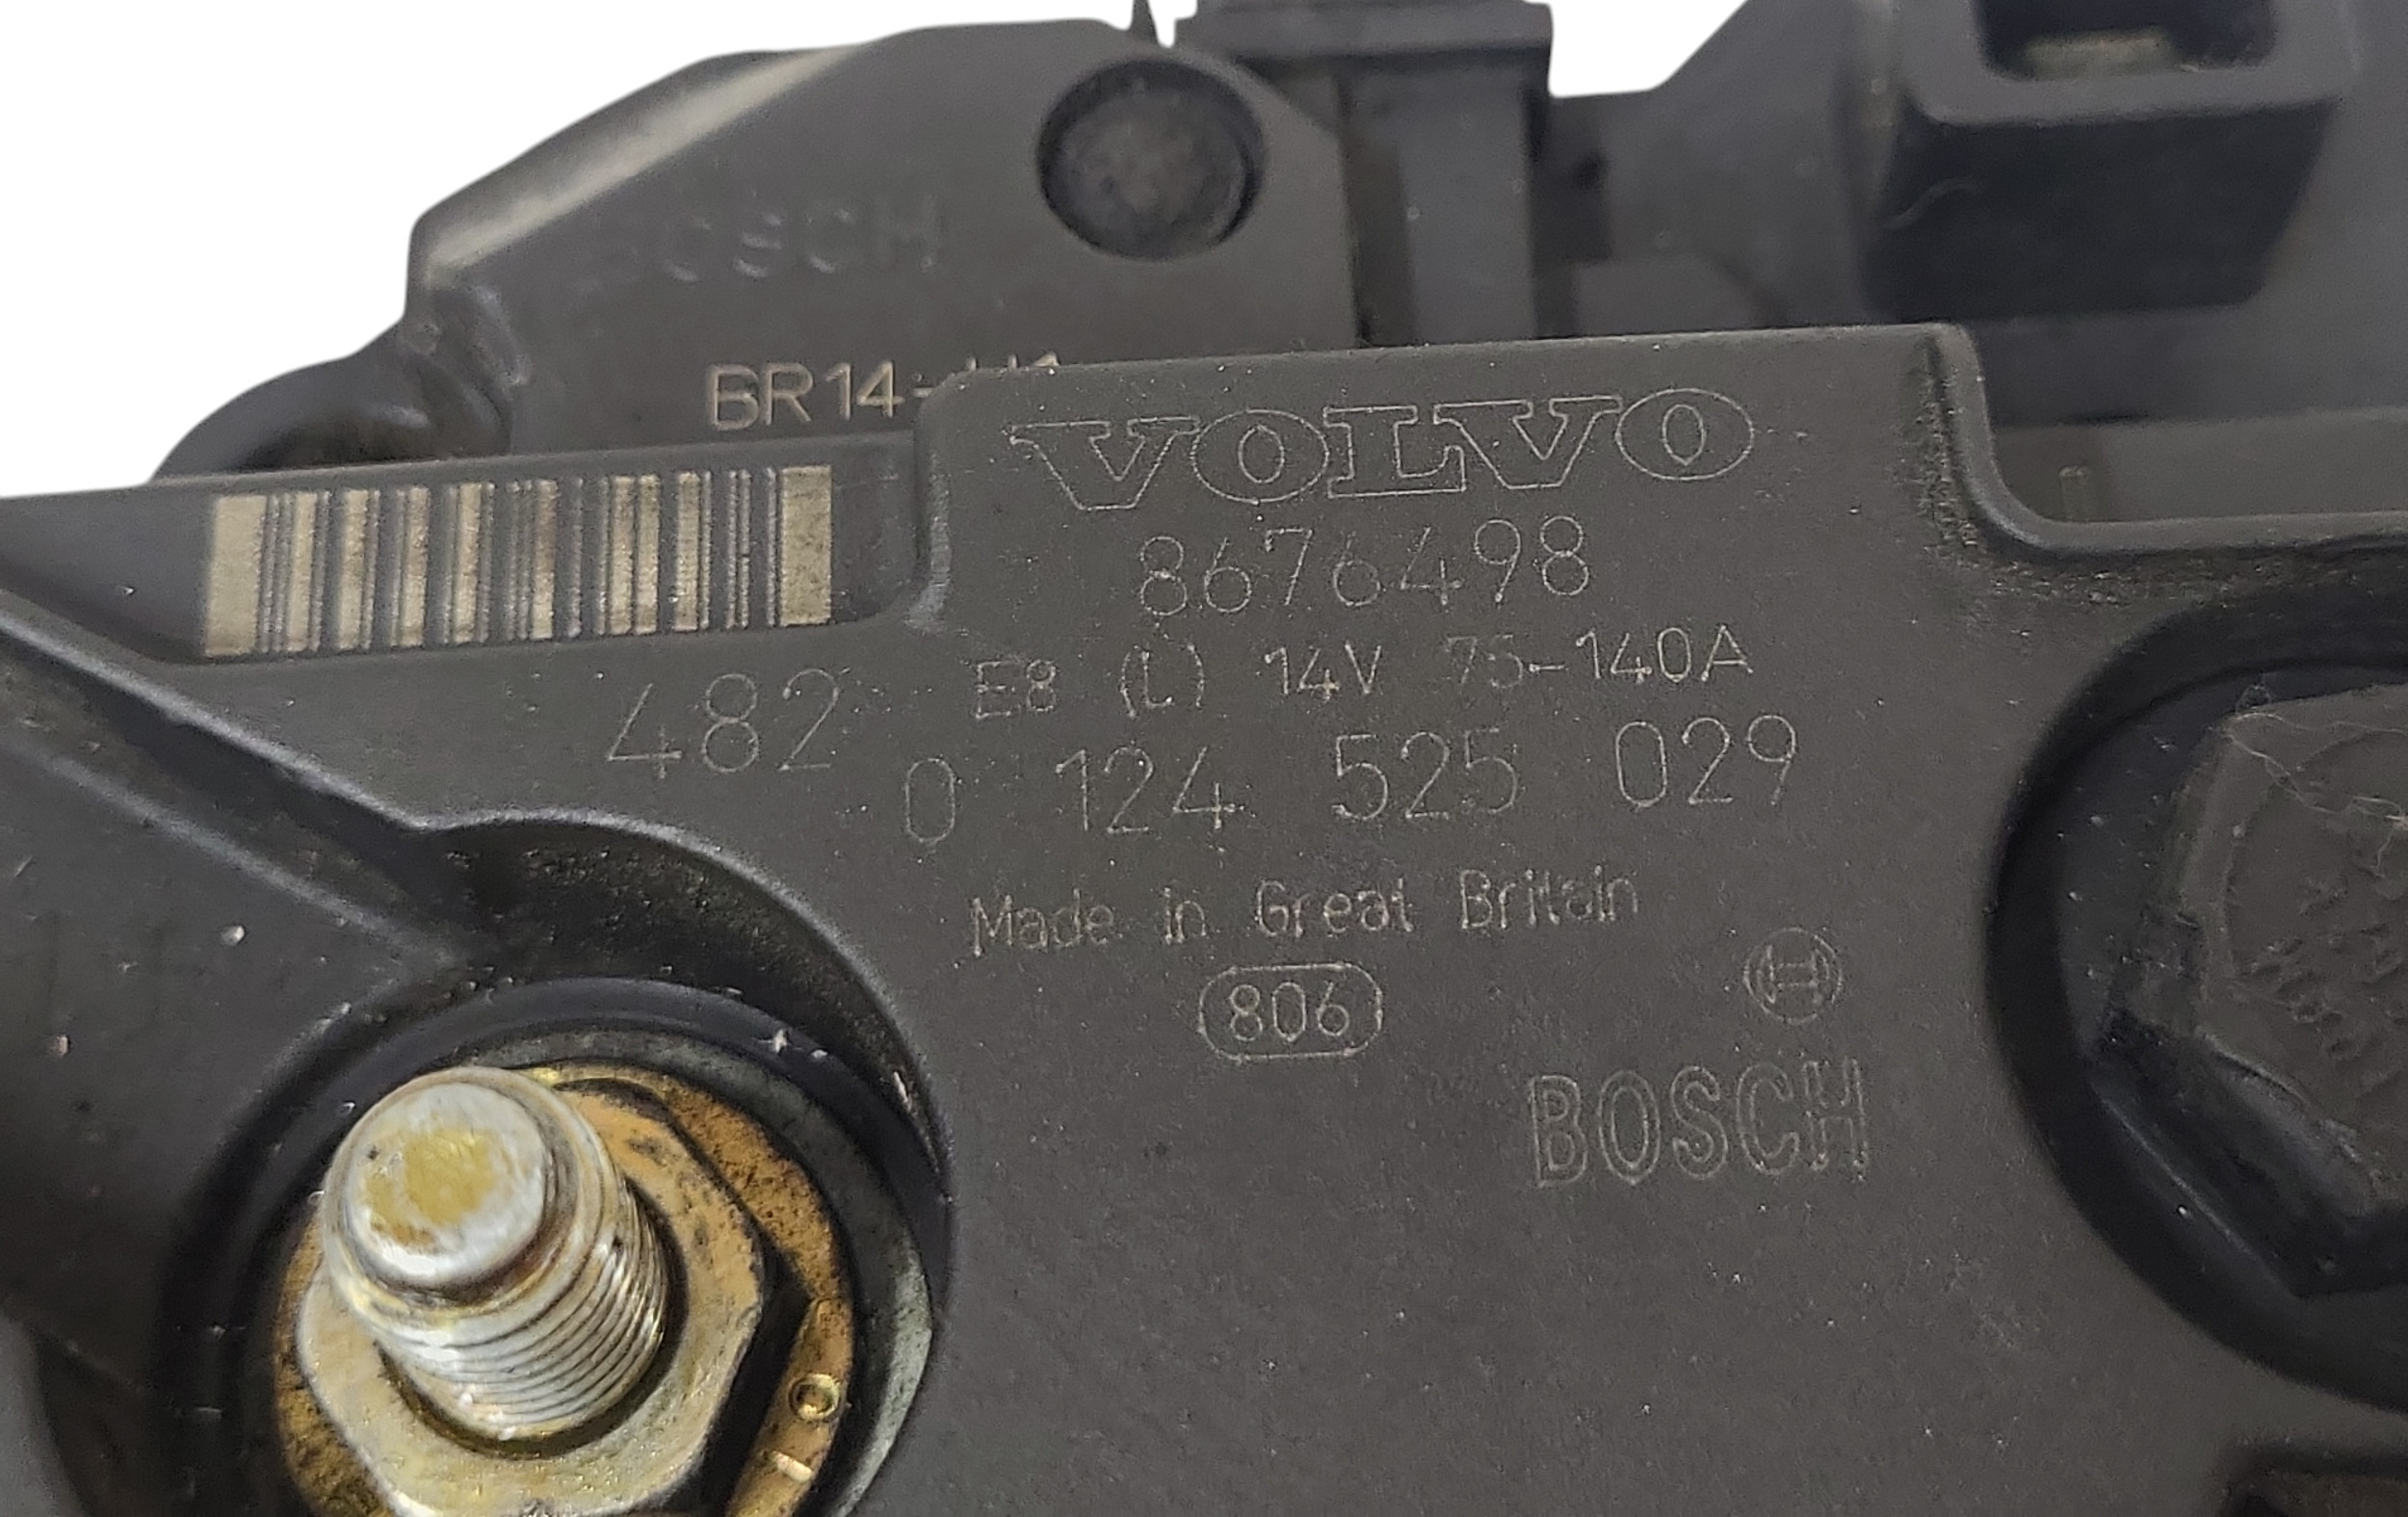 BOSCH
BR14-H1
VOLVO
8676498
482 E8 (L) 14V 75-140A
0 124 525 029
Made in Great Britain
806
BOSCH